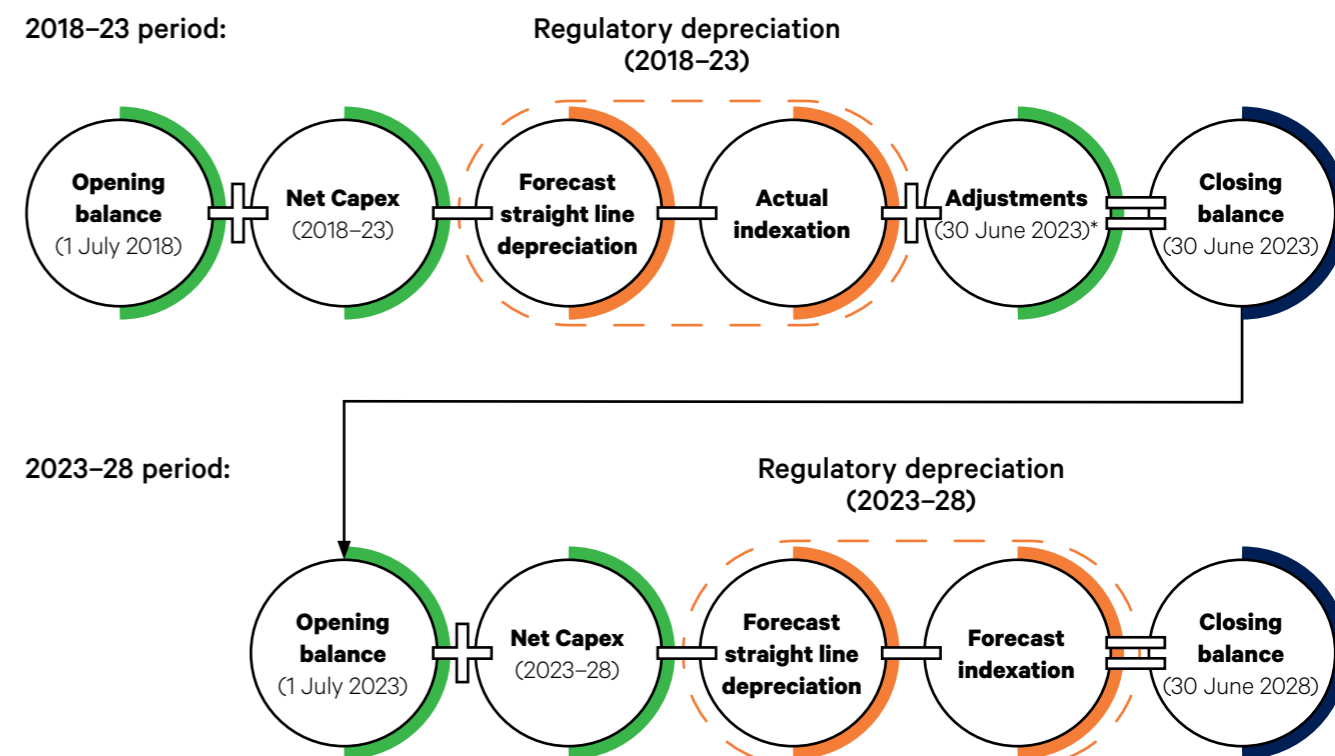 2018–23 period:
Regulatory depreciation
(2018–23)
Opening
balance
(1 July 2018)
Net Capex
(2018–23)
Forecast
straight line
depreciation
Actual
indexation
Adjustments
(30 June 2023)*
Closing
balance
(30 June 2023)
2023–28 period:
Regulatory depreciation
(2023–28)
Opening
balance
(1 July 2023)
Net Capex
(2023–28)
Forecast
straight line
depreciation
Forecast
indexation
Closing
balance
(30 June 2028)